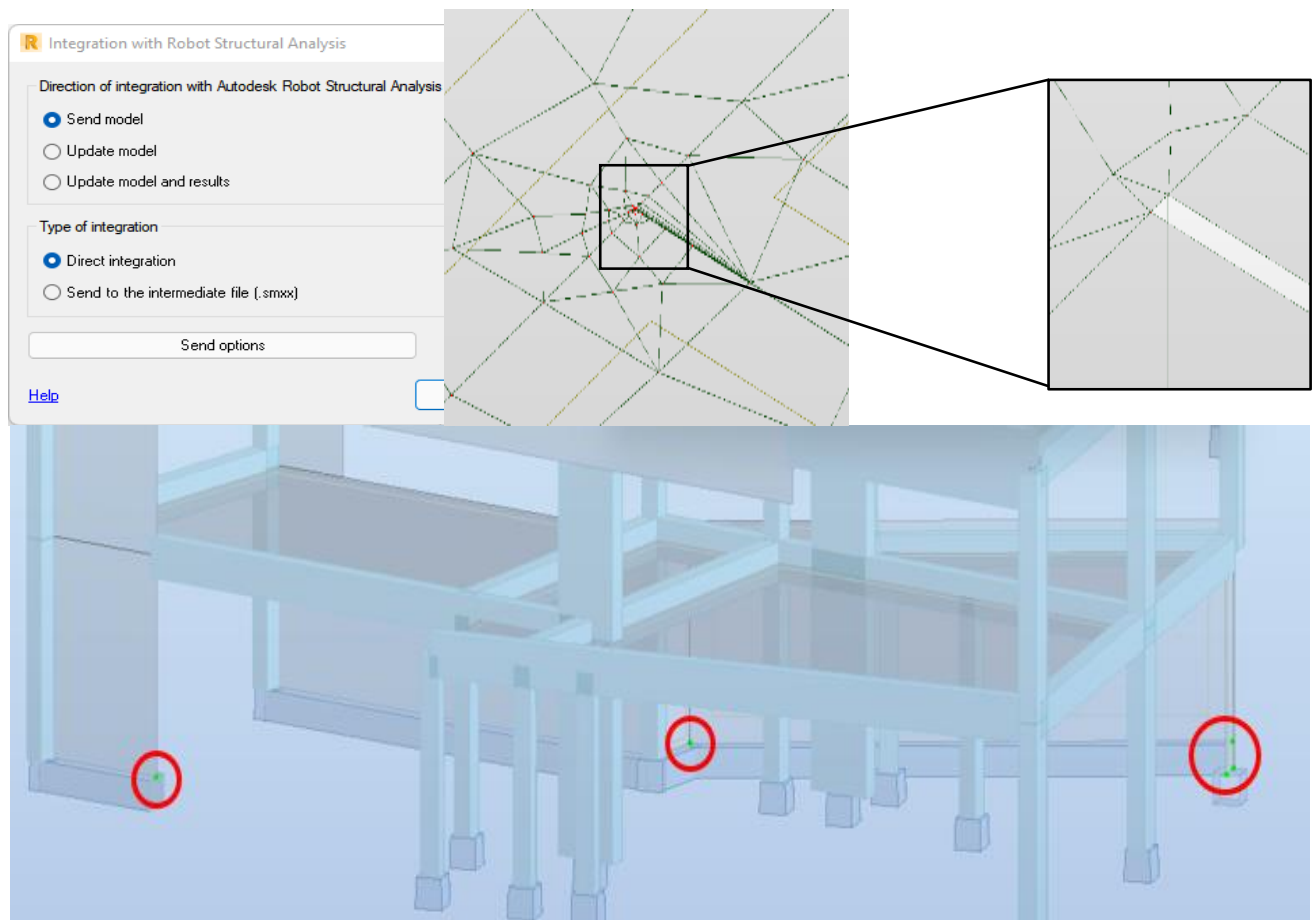 R Integration with Robot Structural Analysis
Direction of integration with Autodesk Robot Structural Analysis
Send model
Update model
Update model and results
Type of integration
Direct integration
Send to the intermediate file (.smxx)
Send options
Help